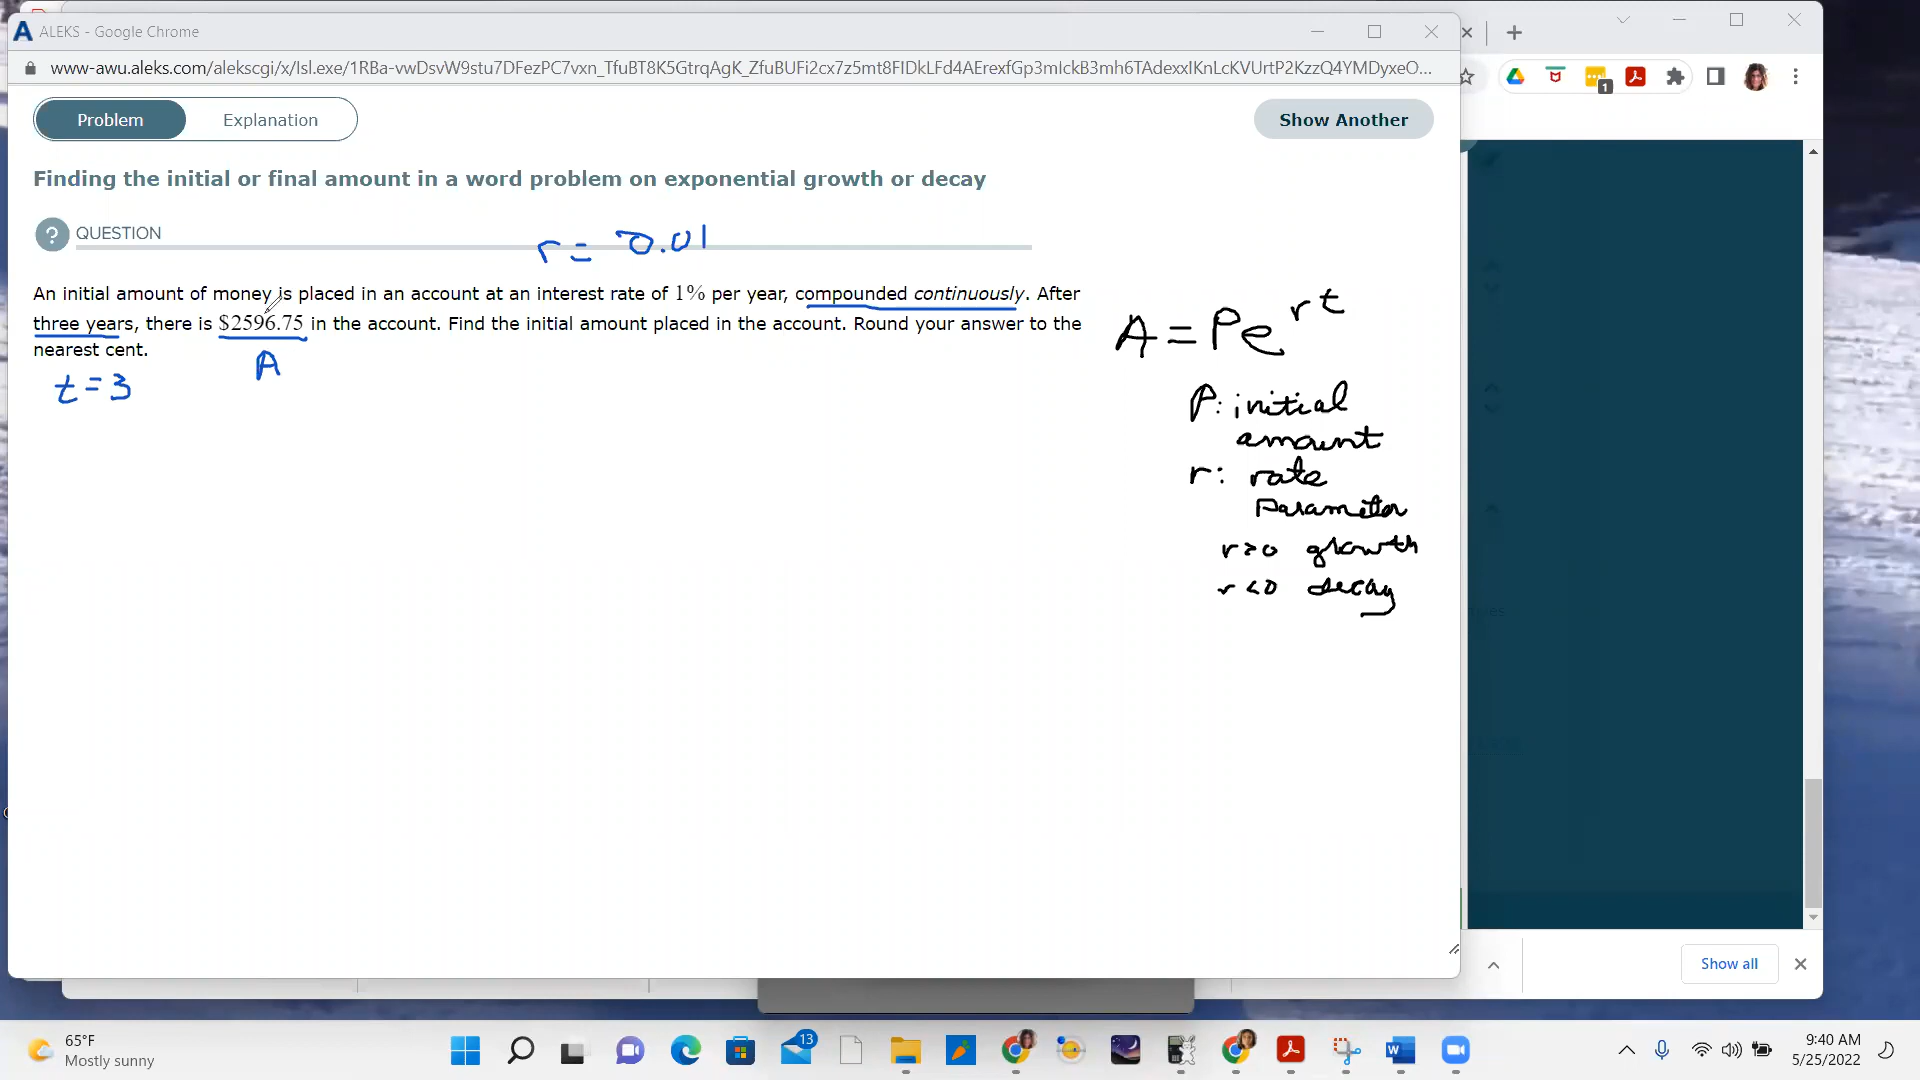 ALEKS - Google Chrome
www-awu.aleks.com/alekscgi/x/Isl.exe/1RBa-vwDsvW9stu7DFezPC7vxn_TfuBT8K5GtrqAgK_ZfuBUFi2cx7z5mt8FIDkLFd4AErexfGp3mIckB3mh6TAdexxIKnLcKVUrtP2KzzQ4YMDyxeO...
1
Problem
Explanation
Show Another
Finding the initial or final amount in a word problem on exponential growth or decay
? QUESTION
r = 0.01
An initial amount of money is placed in an account at an interest rate of 1% per year, compounded continuously. After
three years, there is $2596.75 in the account. Find the initial amount placed in the account. Round your answer to the
nearest cent.
t = 3
A
A = Pe^rt
P: initial
amount
r: rate
Parameter
r>0 growth
r<0 decay
Show all
65°F
Mostly sunny
13
9:40 AM
5/25/2022